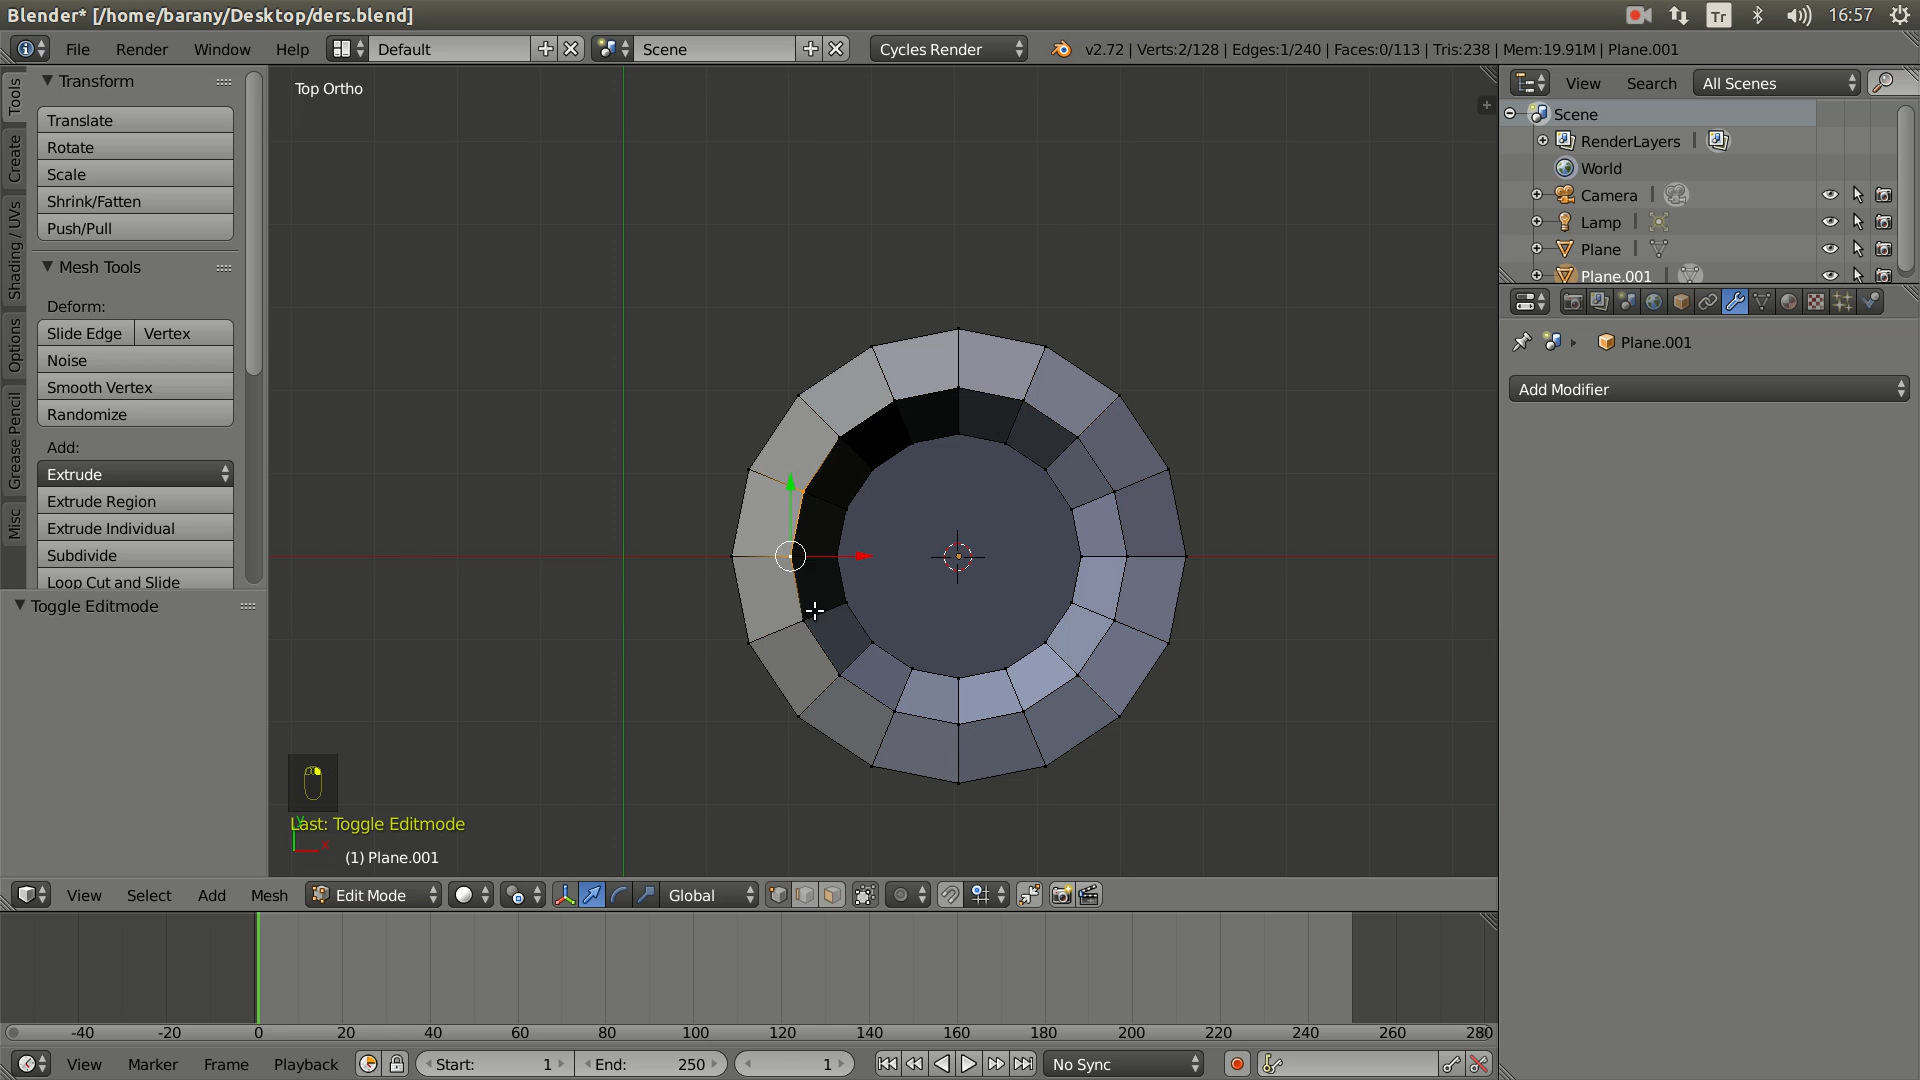 Blender* [/home/barany/Desktop/ders.blend]
Tr
16:57
File
Render
Window
Help
Default
Scene
Cycles Render
v2.72 | Verts:2/128 | Edges:1/240 | Faces:0/113 | Tris:238 | Mem:19.91M | Plane.001
Tools
Create
Shading / UVs
Options
Grease Pencil
Misc
Transform
Translate
Rotate
Scale
Shrink/Fatten
Push/Pull
Mesh Tools
Deform:
Slide Edge
Vertex
Noise
Smooth Vertex
Randomize
Add:
Extrude
Extrude Region
Extrude Individual
Subdivide
Loop Cut and Slide
Toggle Editmode
Top Ortho
Last: Toggle Editmode
(1) Plane.001
View
Search
All Scenes
Scene
RenderLayers
World
Camera
Lamp
Plane
Plane.001
Plane.001
Add Modifier
View
Select
Add
Mesh
Edit Mode
Global
-40 -20 0 20 40 60 80 100 120 140 160 180 200 220 240 260 280
View
Marker
Frame
Playback
Start: 1
End: 250
1
No Sync